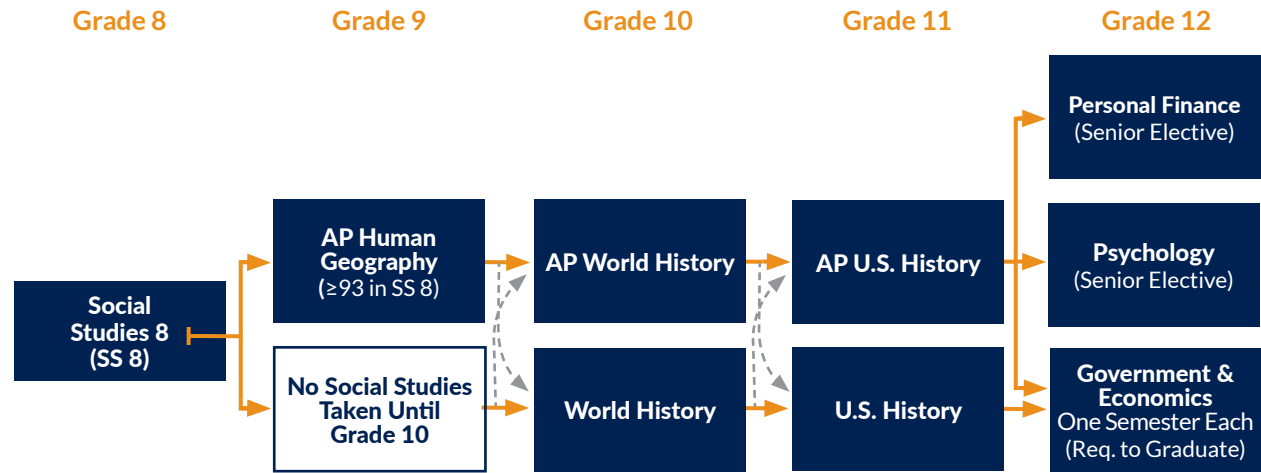 Grade 8
Grade 9
Grade 10
Grade 11
Grade 12
Social
Studies 8
(SS 8)
AP Human
Geography
(≥93 in SS 8)
No Social Studies
Taken Until
Grade 10
AP World History
World History
AP U.S. History
U.S. History
Personal Finance
(Senior Elective)
Psychology
(Senior Elective)
Government &
Economics
One Semester Each
(Req. to Graduate)